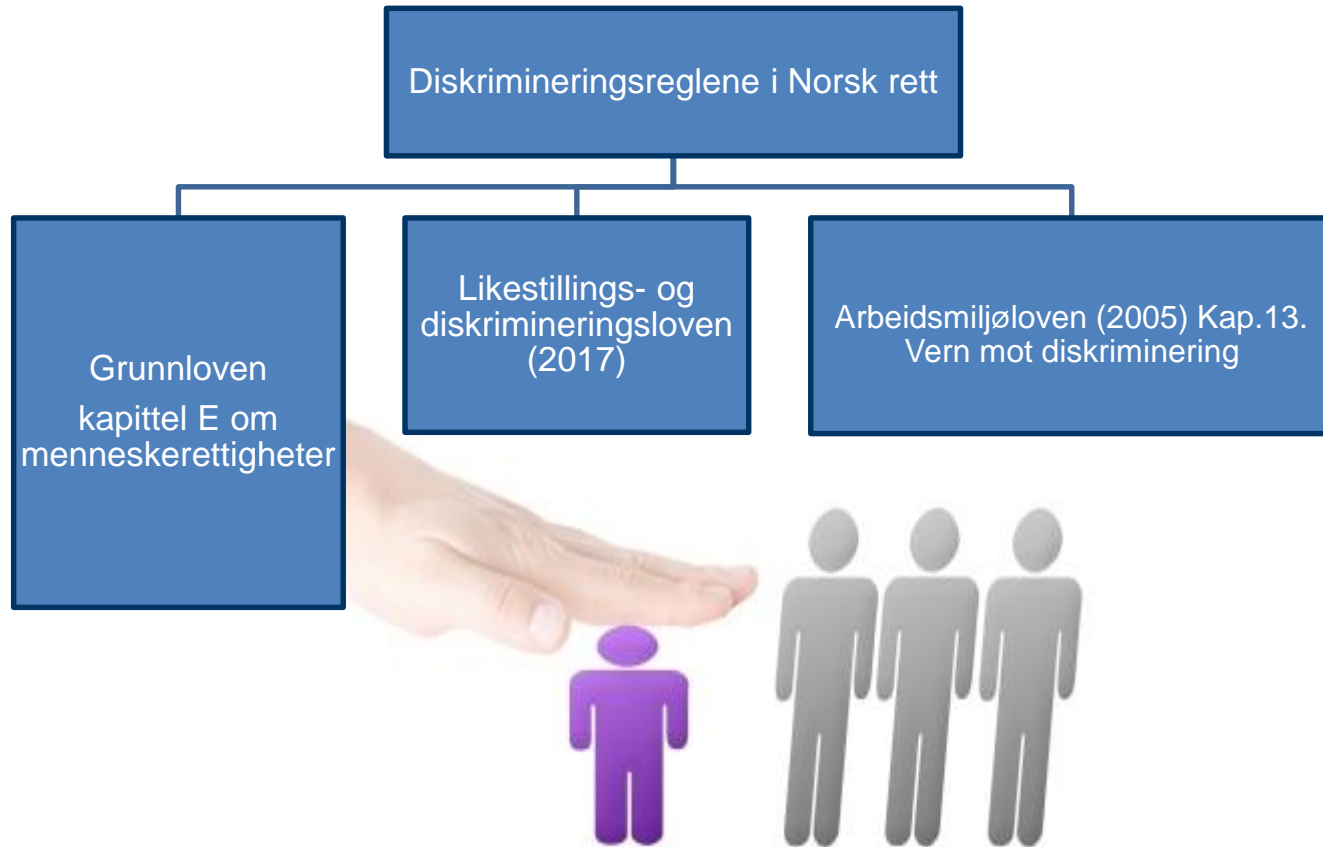 Diskrimineringsreglene i Norsk rett
Grunnloven
kapittel E om
menneskerettigheter
Likestillings- og
diskrimineringsloven
(2017)
Arbeidsmiljøloven (2005) Kap.13.
Vern mot diskriminering